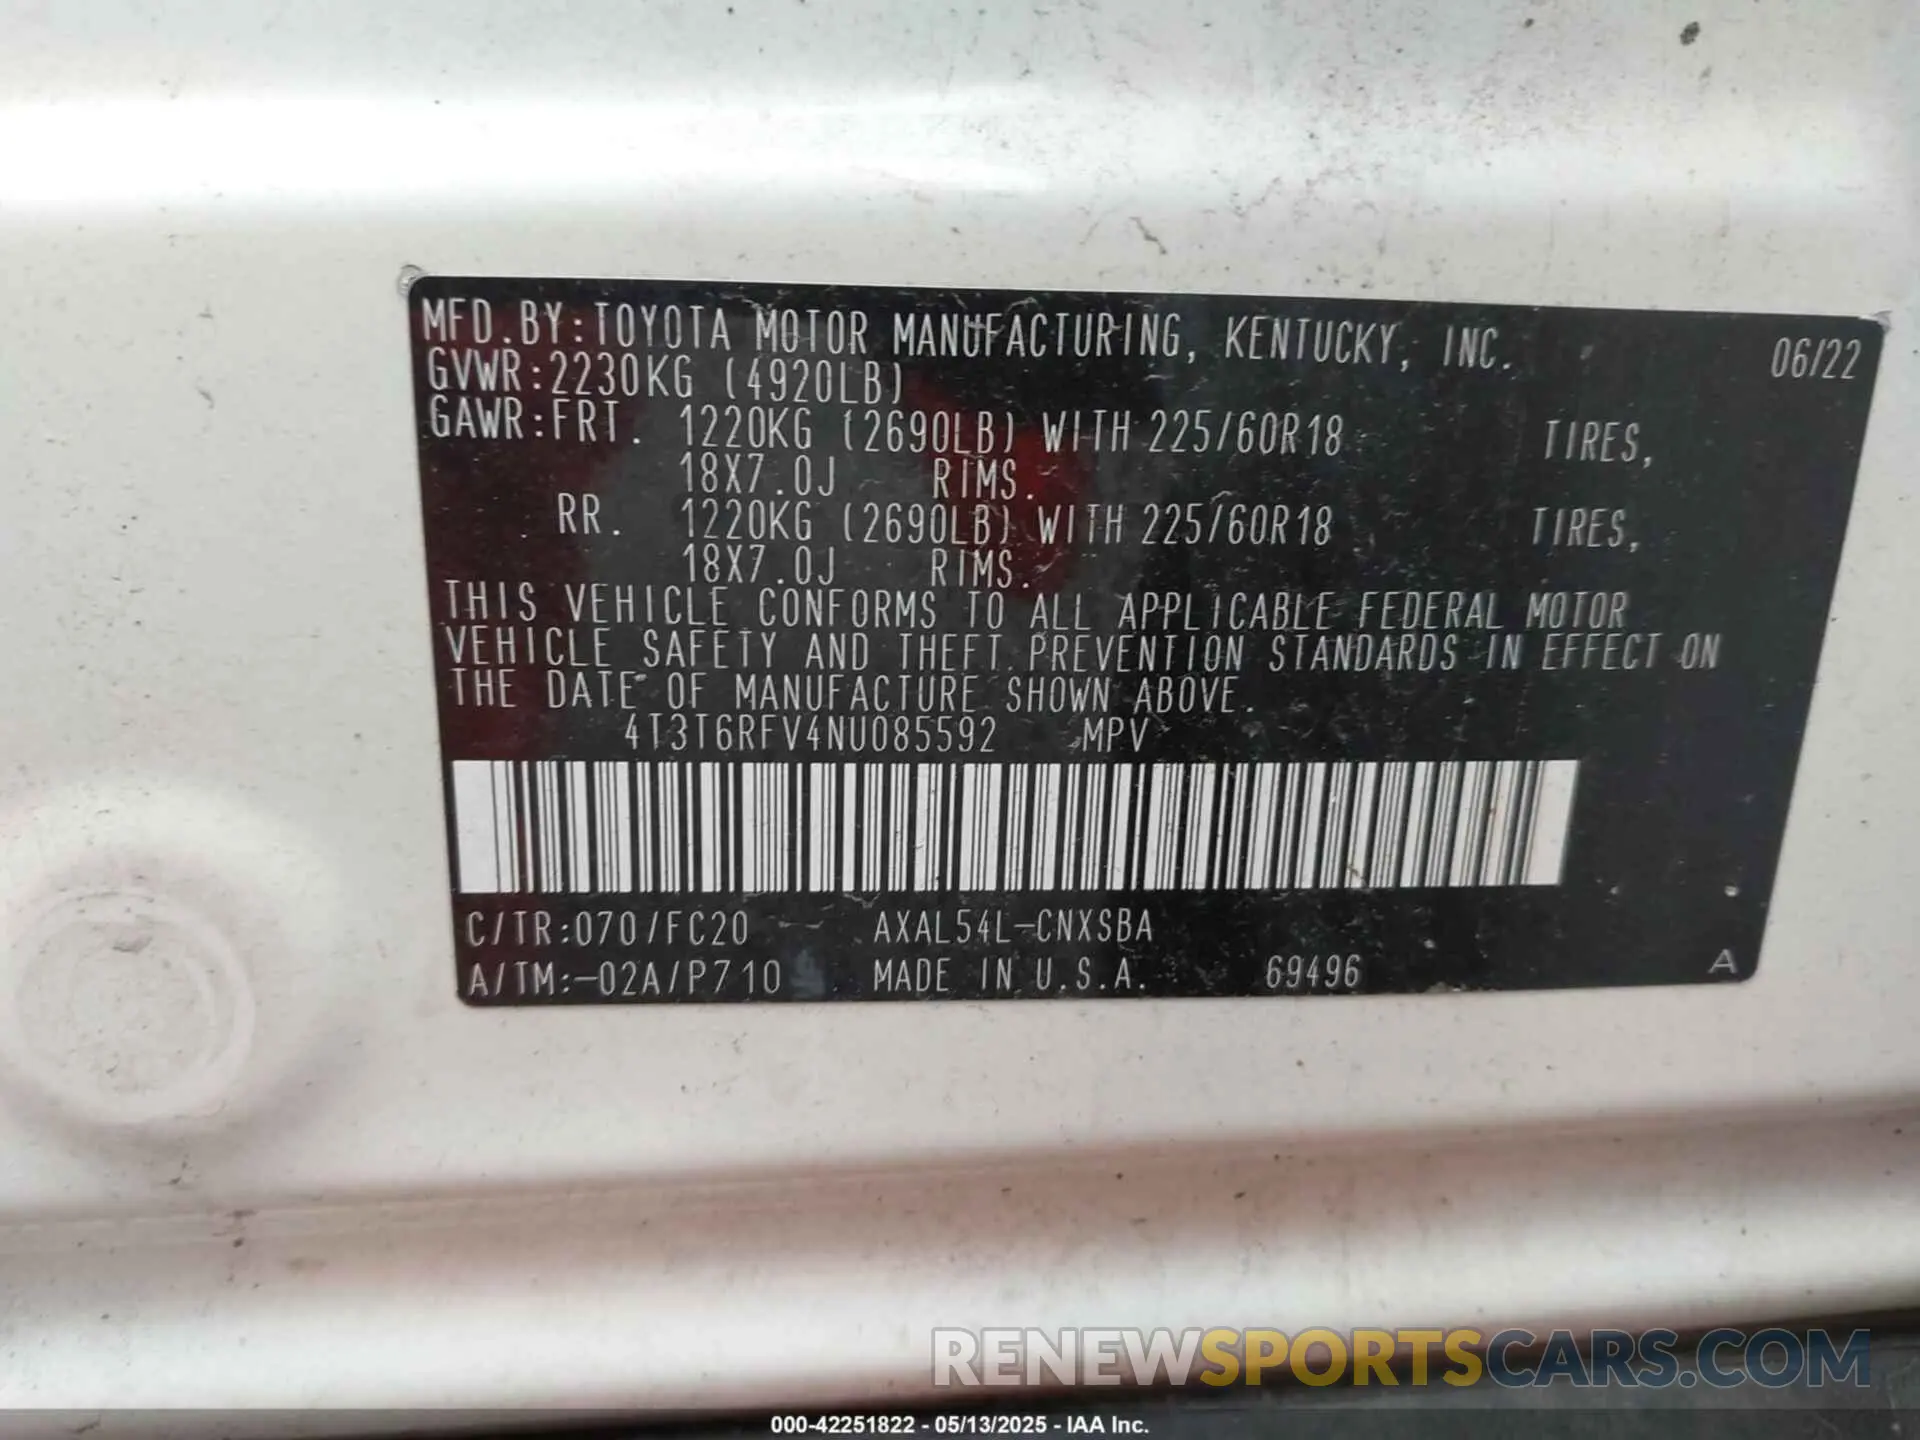 MFD.BY:TOYOTA MOTOR MANUFACTURING, KENTUCKY, INC. 06/22
GVWR:2230KG (4920LB)
GAWR:FRT. 1220KG (2690LB) WITH 225/60R18 TIRES,
18X7.0J RIMS.
RR. 1220KG (2690LB) WITH 225/60R18 TIRES,
18X7.0J RIMS.
THIS VEHICLE CONFORMS TO ALL APPLICABLE FEDERAL MOTOR
VEHICLE SAFETY AND THEFT PREVENTION STANDARDS IN EFFECT ON
THE DATE OF MANUFACTURE SHOWN ABOVE.
4T3T6RFV4NU085592 MPV
C/TR:070/FC20 AXAL54L-CNXSBA
A/TM:-02A/P710 MADE IN U.S.A. 69496 A
RENEWSPORTSCARS.COM
000-42251822 - 05/13/2025 - IAA Inc.